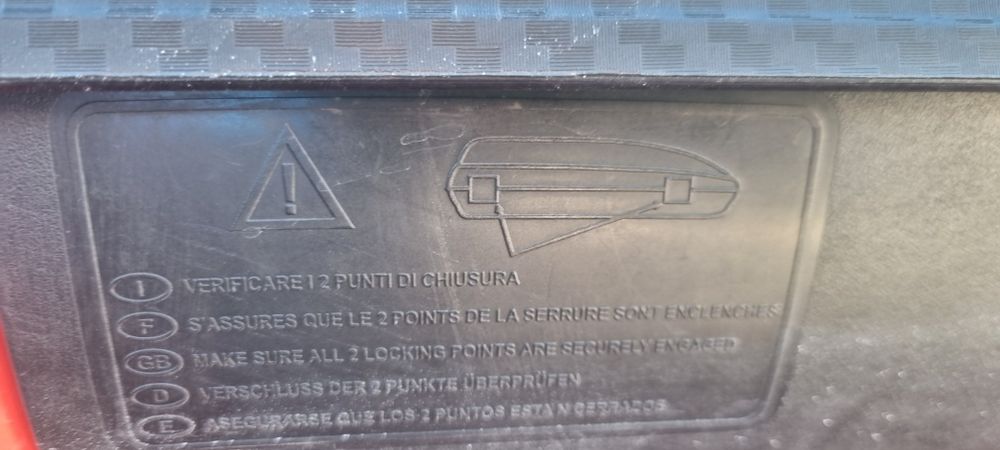 I VERIFICARE I 2 PUNTI DI CHIUSURA
F S'ASSURES QUE LE 2 POINTS DE LA SERRURE SONT ENCLENCHES
GB MAKE SURE ALL 2 LOCKING POINTS ARE SECURELY ENGAGED
D VERSCHLUSS DER 2 PUNKTE ÜBERPRÜFEN
E ASEGURARSE QUE LOS 2 PUNTOS ESTAN CERRADOS